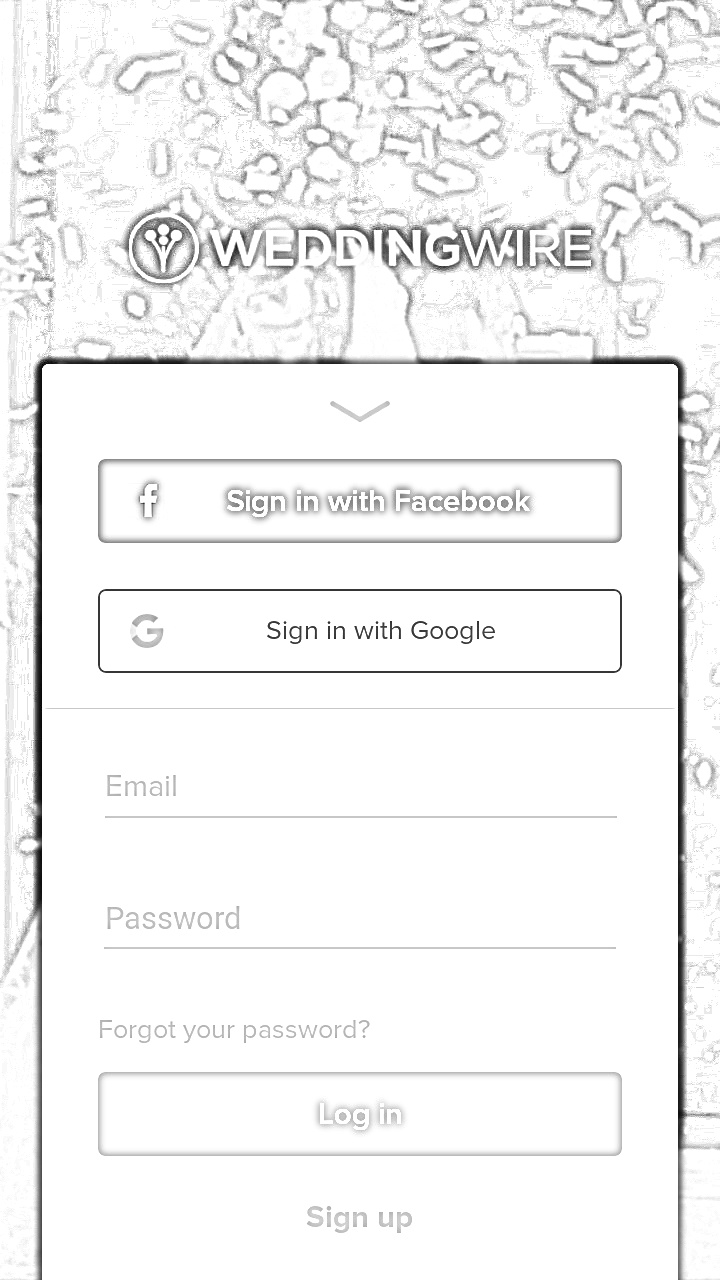 WEDDINGWIRE
Sign in with Facebook
Sign in with Google
Email
Password
Forgot your password?
Log in
Sign up